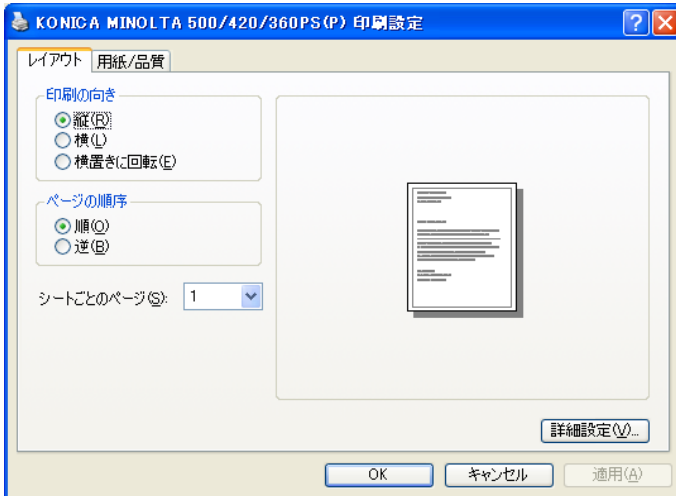 KONICA MINOLTA 500/420/360PS(P) 印刷設定
レイアウト 用紙/品質
印刷の向き
縦(R)
横(L)
横置きに回転(E)
ページの順序
順(O)
逆(B)
シートごとのページ(S): 1
詳細設定(V)...
OK キャンセル 適用(A)